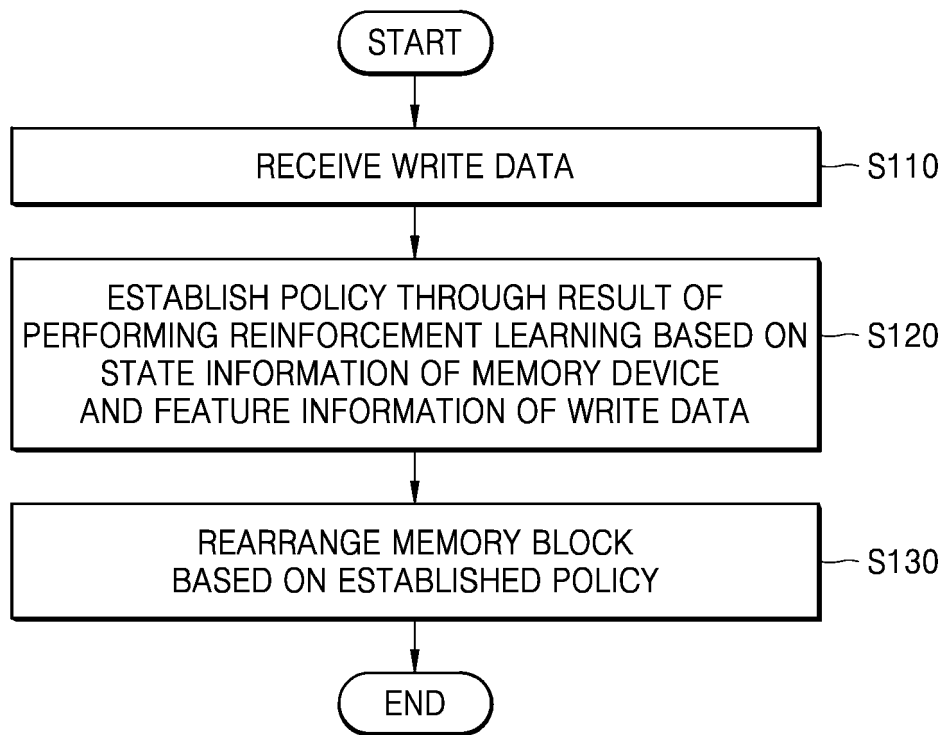 START
RECEIVE WRITE DATA
S110
ESTABLISH POLICY THROUGH RESULT OF
PERFORMING REINFORCEMENT LEARNING BASED ON
STATE INFORMATION OF MEMORY DEVICE
AND FEATURE INFORMATION OF WRITE DATA
S120
REARRANGE MEMORY BLOCK
BASED ON ESTABLISHED POLICY
S130
END